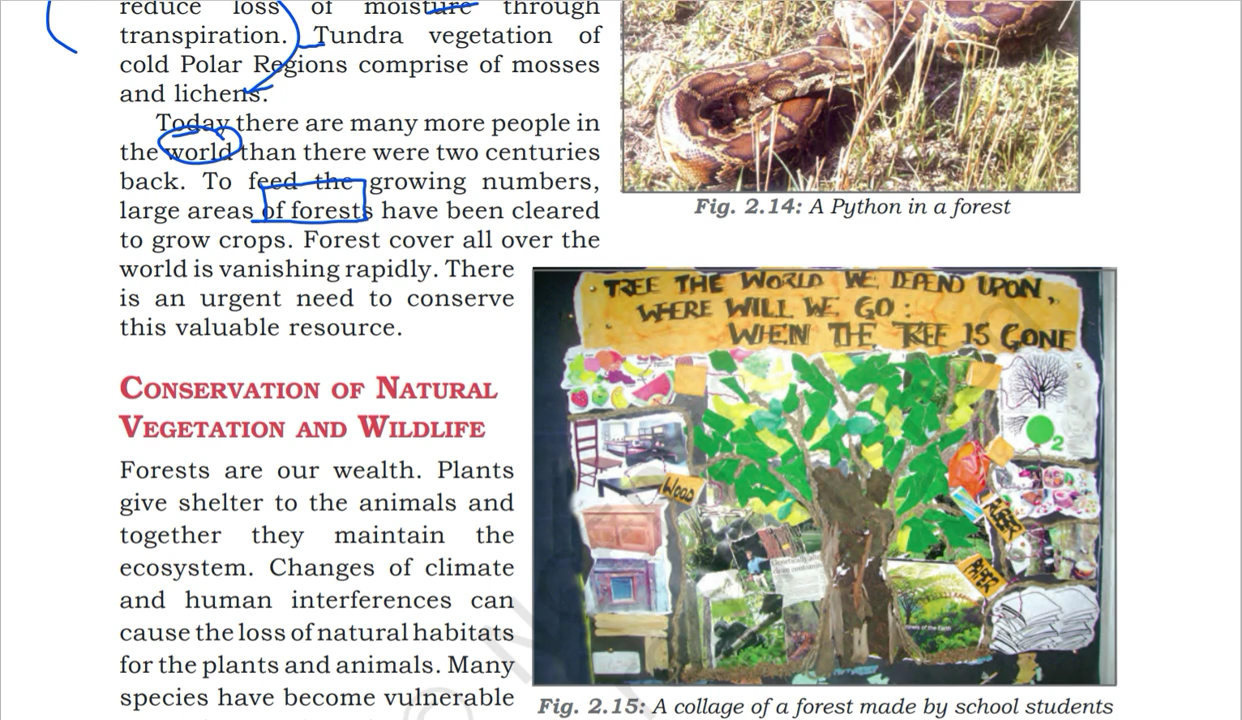 reduce loss of moisture through
transpiration. Tundra vegetation of
cold Polar Regions comprise of mosses
and lichens.
Today there are many more people in
the world than there were two centuries
back. To feed the growing numbers,
large areas of forests have been cleared
to grow crops. Forest cover all over the
world is vanishing rapidly. There
is an urgent need to conserve
this valuable resource.
CONSERVATION OF NATURAL
VEGETATION AND WILDLIFE
Forests are our wealth. Plants
give shelter to the animals and
together they maintain the
ecosystem. Changes of climate
and human interferences can
cause the loss of natural habitats
for the plants and animals. Many
species have become vulnerable
Fig. 2.14: A Python in a forest
TREE THE WORLD WE DEPEND UPON,
WHERE WILL WE GO:
WHEN THE TREE IS GONE
WOOD
2
Fig. 2.15: A collage of a forest made by school students